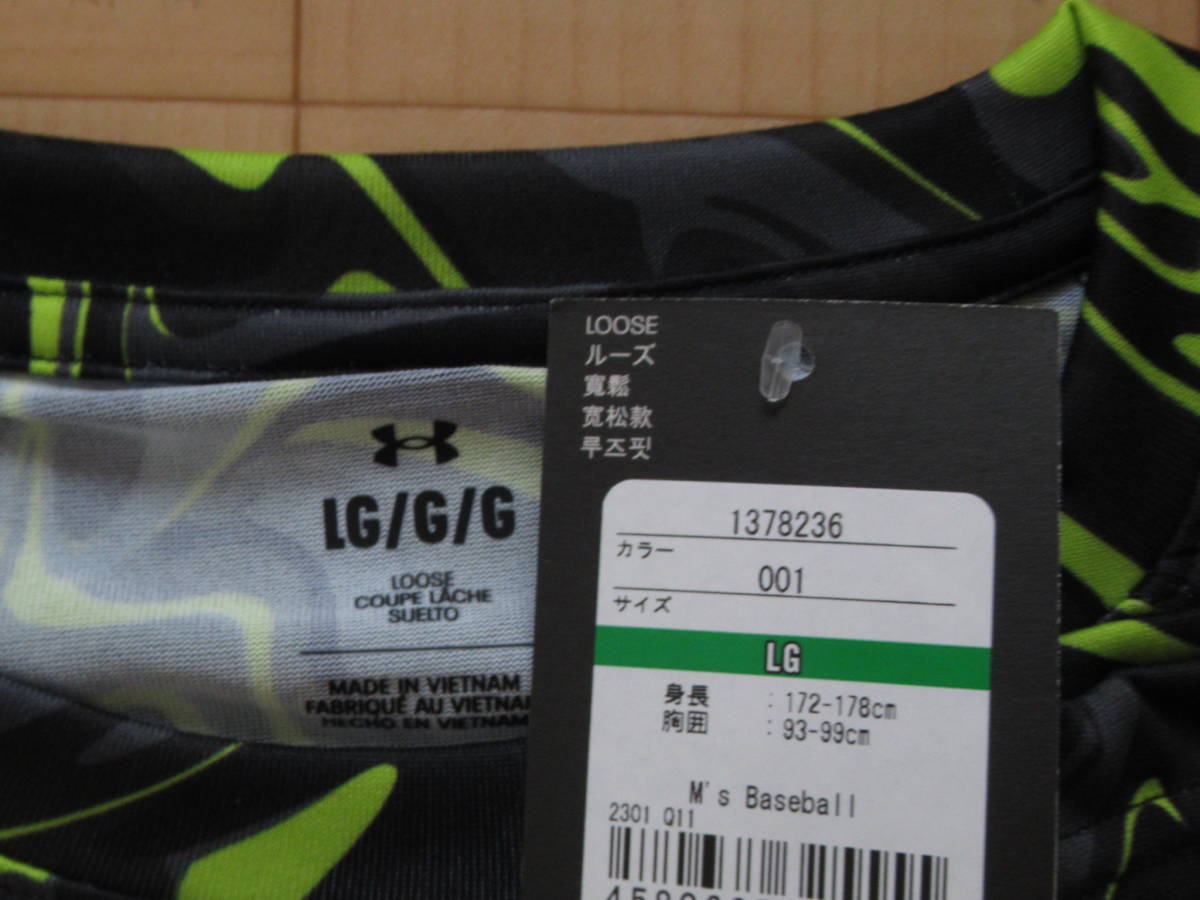 LOOSE
ルーズ
寬鬆
宽松款
루즈핏
LG/G/G
LOOSE
COUPE LÂCHE
SUELTO
MADE IN VIETNAM
FABRIQUÉ AU VIETNAM
HECHO EN VIETNAM
1378236
カラー
001
サイズ
LG
身長 : 172-178cm
胸囲 : 93-99cm
M's Baseball
2301 Q11